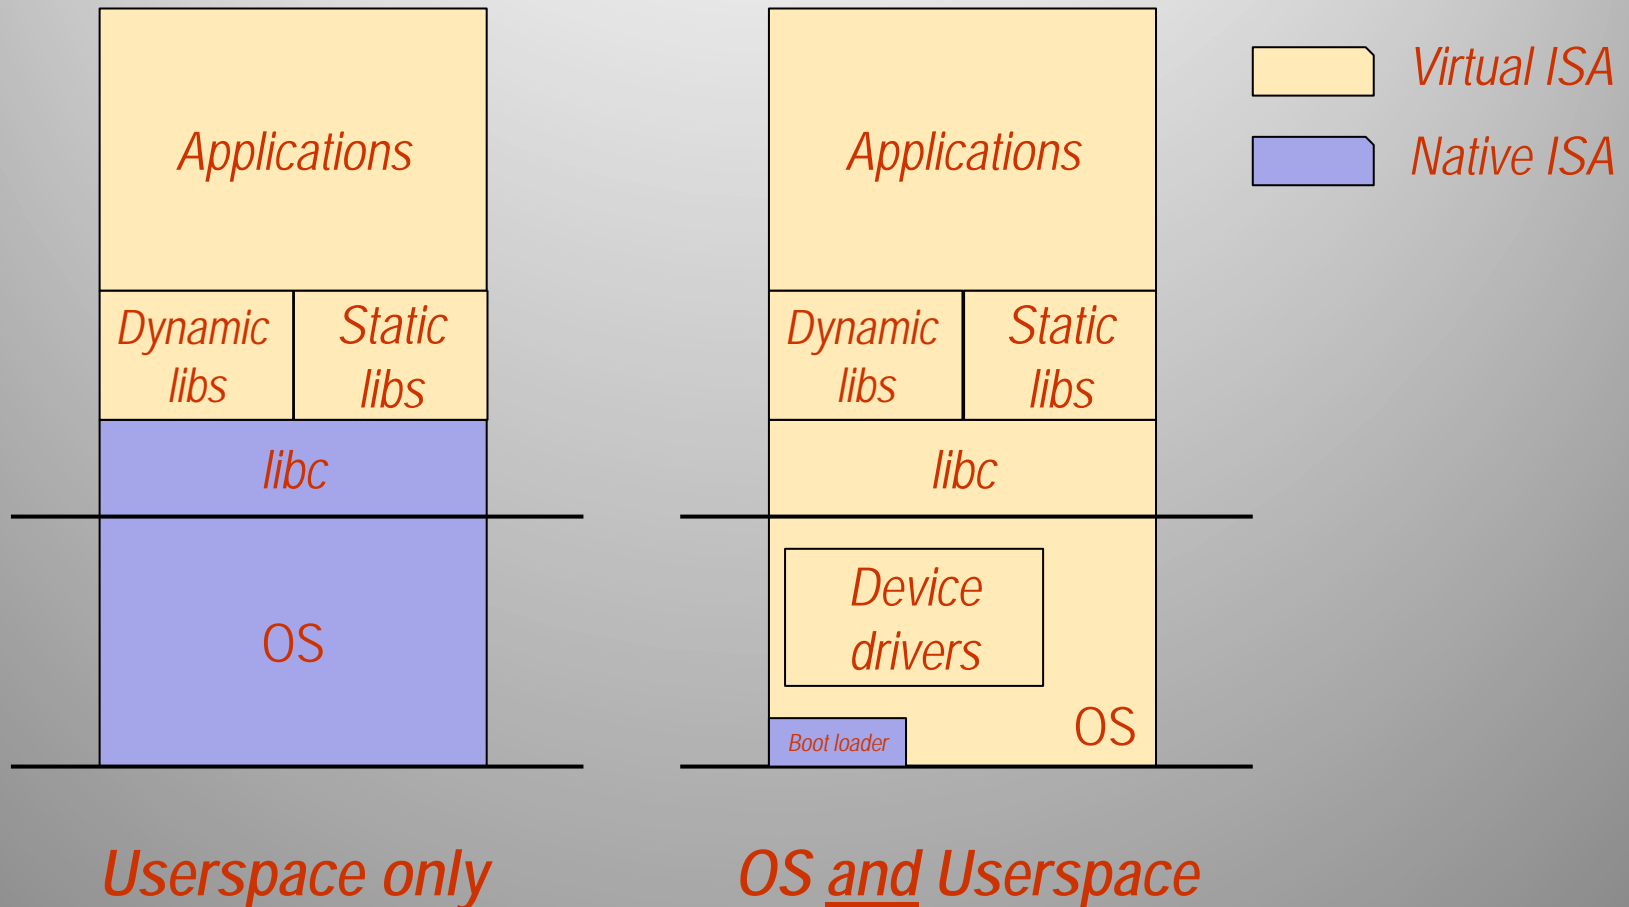 Applications
Dynamic
libs
Static
libs
libc
OS
Userspace only
Applications
Dynamic
libs
Static
libs
libc
Device
drivers
OS
Boot loader
OS and Userspace
Virtual ISA
Native ISA